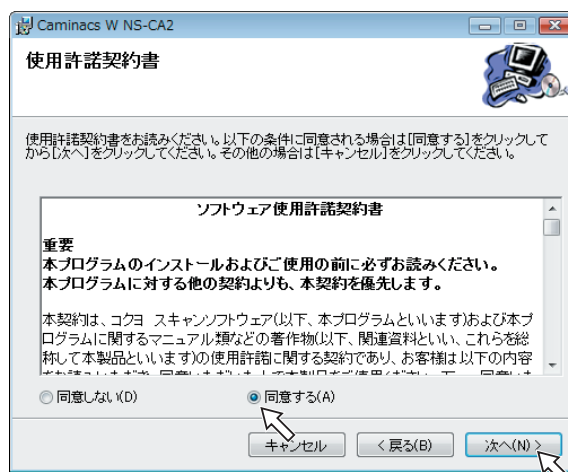 Caminacs W NS-CA2
使用許諾契約書
使用許諾契約書をお読みください。以下の条件に同意される場合は[同意する]をクリックして
から[次へ]をクリックしてください。その他の場合は[キャンセル]をクリックしてください。
ソフトウェア使用許諾契約書
重要
本プログラムのインストールおよびご使用の前に必ずお読みください。
本プログラムに対する他の契約よりも、本契約を優先します。
本契約は、コクヨ スキャンソフトウェア(以下、本プログラムといいます)および本プ
ログラムに関するマニュアル類などの著作物(以下、関連資料といい、これらを総
称して本製品といいます)の使用許諾に関する契約であり、お客様は以下の内容
同意しない(D)
同意する(A)
キャンセル
< 戻る(B)
次へ(N) >